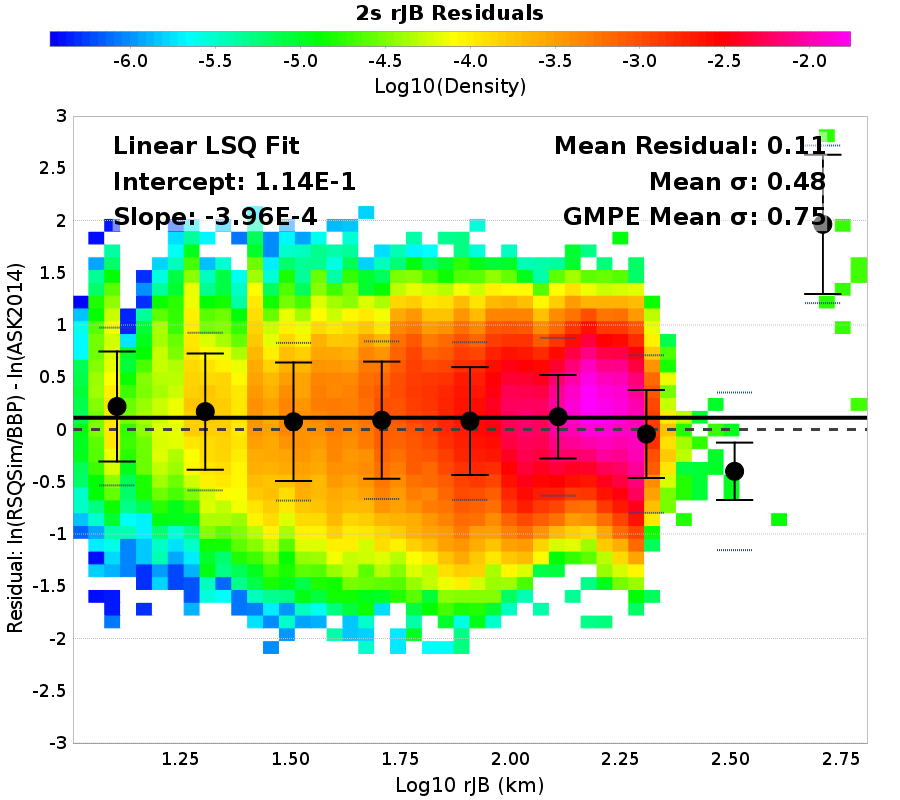 2s rJB Residuals
-6.0 -5.5 -5.0 -4.5 -4.0 -3.5 -3.0 -2.5 -2.0
Log10(Density)
Linear LSQ Fit
Intercept: 1.14E-1
Slope: -3.96E-4
Mean Residual: 0.11
Mean σ: 0.48
GMPE Mean σ: 0.75
Residual: ln(RSQSim/BBP) - ln(ASK2014)
3
2.5
2
1.5
1
0.5
0
-0.5
-1
-1.5
-2
-2.5
-3
1.25 1.50 1.75 2.00 2.25 2.50 2.75
Log10 rJB (km)